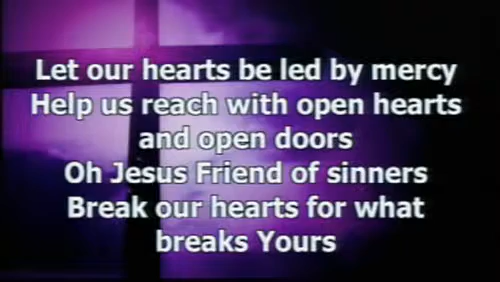 Let our hearts be led by mercy
Help us reach with open hearts
and open doors
Oh Jesus Friend of sinners
Break our hearts for what
breaks Yours